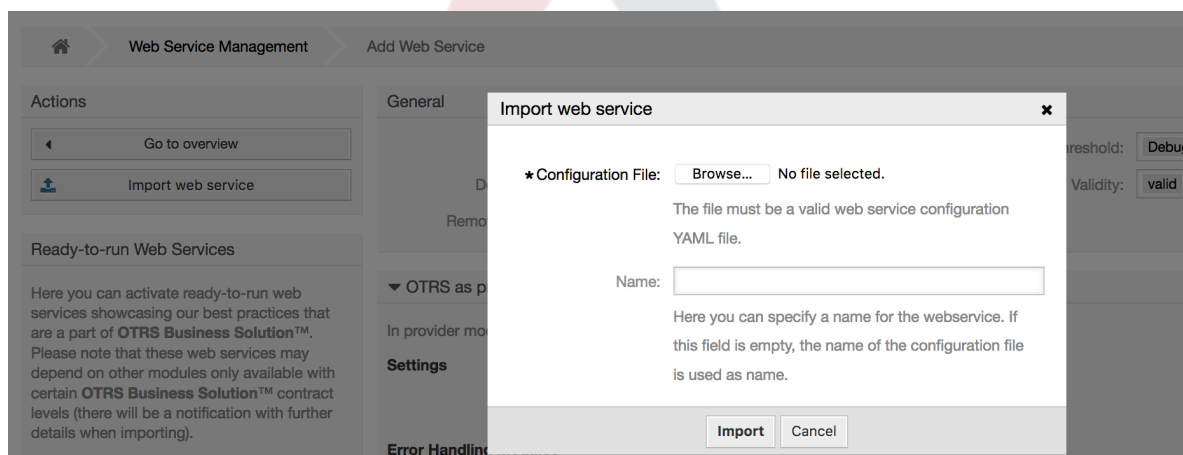 Web Service Management
Add Web Service
Actions
Go to overview
Import web service
Ready-to-run Web Services
Here you can activate ready-to-run web
services showcasing our best practices that
are a part of OTRS Business Solution™.
Please note that these web services may
depend on other modules only available with
certain OTRS Business Solution™ contract
levels (there will be a notification with further
details when importing).
General
Validity:
valid
OTRS as
In provider
Settings
Error Handling
Import web service
* Configuration File: Browse... No file selected.
The file must be a valid web service configuration
YAML file.
Name:
Here you can specify a name for the webservice. If
this field is empty, the name of the configuration file
is used as name.
Import
Cancel